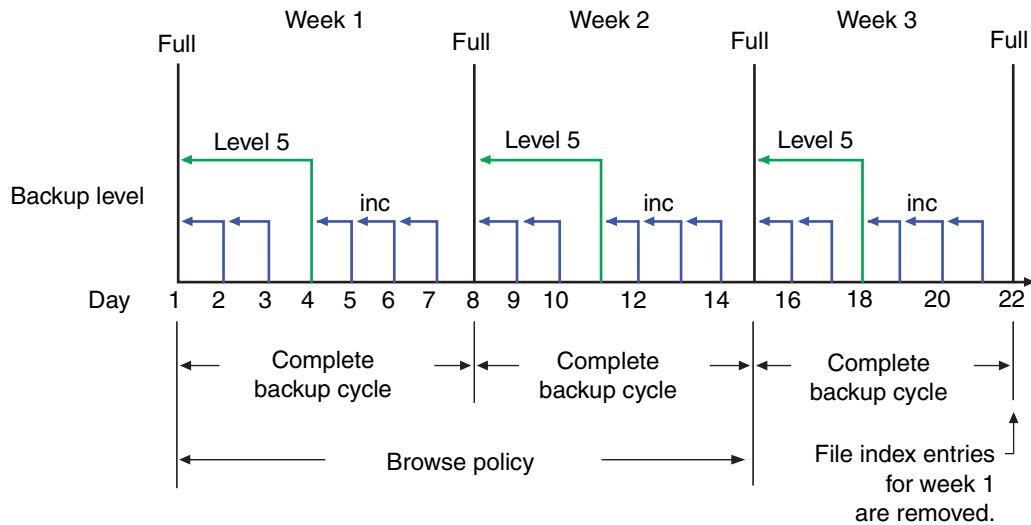 Week 1 Week 2 Week 3
Full Full Full Full
Level 5 Level 5 Level 5
Backup level
inc inc inc
Day 1 2 3 4 5 6 7 8 9 10 12 14 16 18 20 22
Complete
backup cycle
Complete
backup cycle
Complete
backup cycle
Browse policy
File index entries
for week 1
are removed.